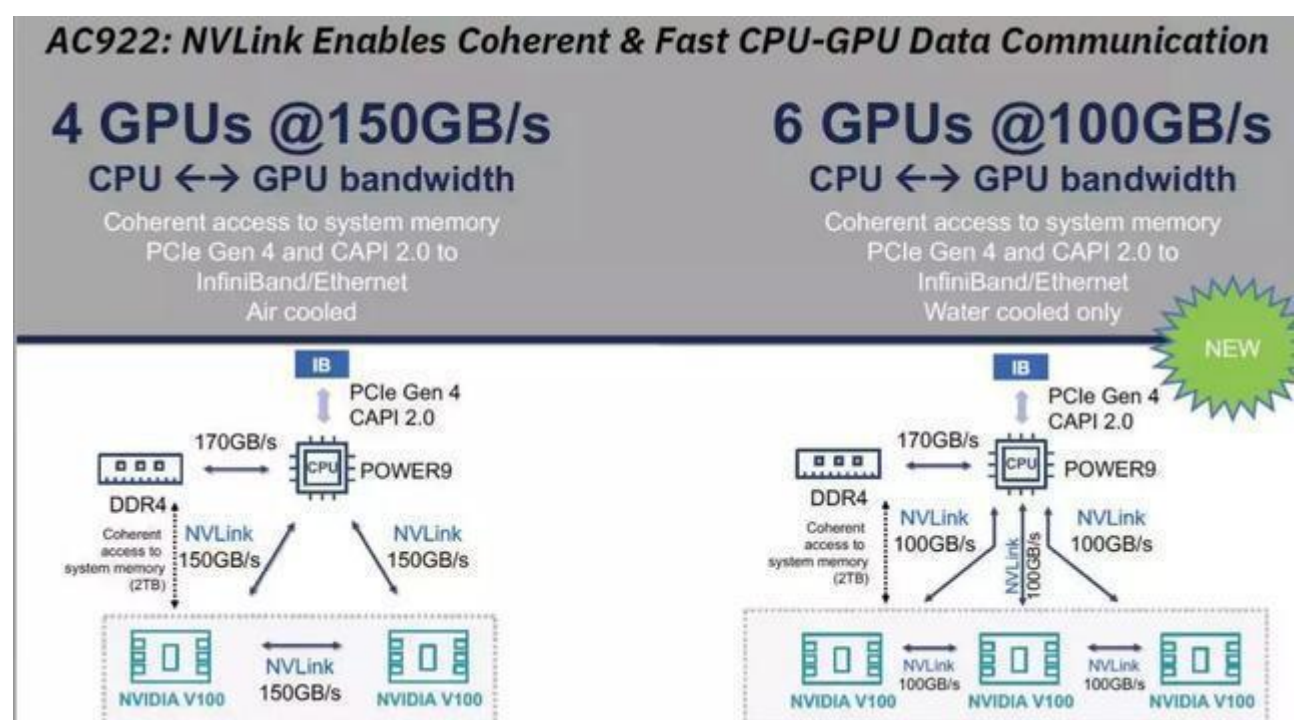 AC922: NVLink Enables Coherent & Fast CPU-GPU Data Communication
4 GPUs @150GB/s
CPU ←→ GPU bandwidth
Coherent access to system memory
PCIe Gen 4 and CAPI 2.0 to
InfiniBand/Ethernet
Air cooled
6 GPUs @100GB/s
CPU ←→ GPU bandwidth
Coherent access to system memory
PCIe Gen 4 and CAPI 2.0 to
InfiniBand/Ethernet
Water cooled only
NEW
IB
PCIe Gen 4
CAPI 2.0
170GB/s
CPU
POWER9
DDR4
Coherent
access to
system memory
(2TB)
NVLink
150GB/s
NVLink
150GB/s
NVLink
150GB/s
NVIDIA V100
NVIDIA V100
IB
PCIe Gen 4
CAPI 2.0
170GB/s
CPU
POWER9
DDR4
Coherent
access to
system memory
(2TB)
NVLink
100GB/s
NVLink
100GB/s
NVLink
100GB/s
NVLink
100GB/s
NVLink
100GB/s
NVIDIA V100
NVIDIA V100
NVIDIA V100